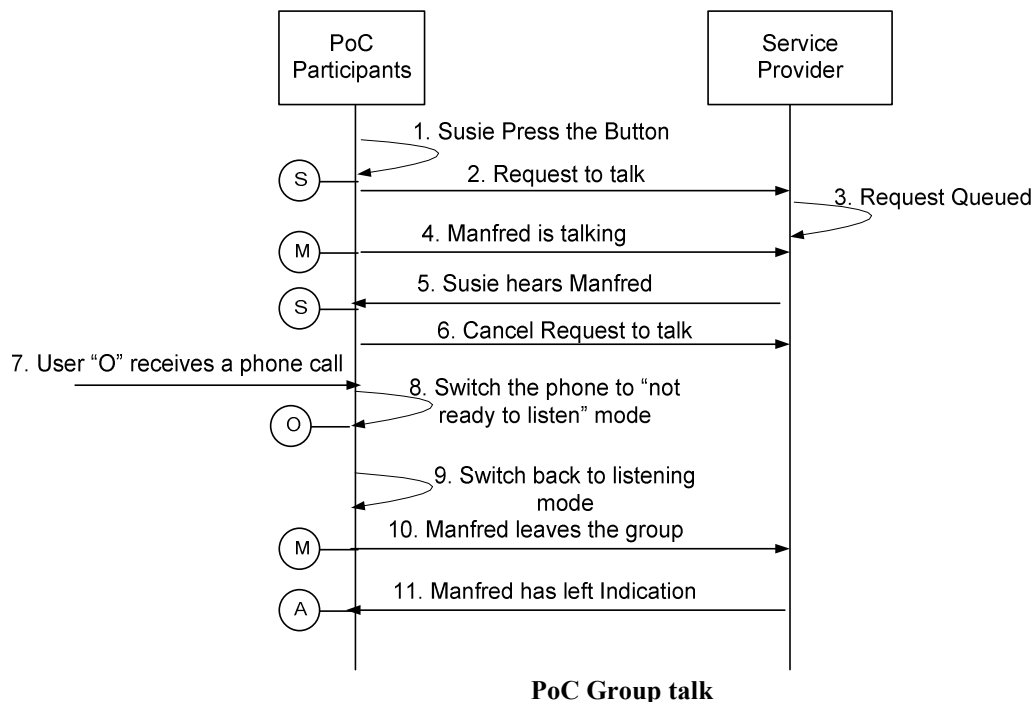 PoC
Participants
Service
Provider
1. Susie Press the Button
S
2. Request to talk
3. Request Queued
4. Manfred is talking
M
5. Susie hears Manfred
S
6. Cancel Request to talk
7. User “O” receives a phone call
8. Switch the phone to “not
ready to listen” mode
O
9. Switch back to listening
mode
10. Manfred leaves the group
M
11. Manfred has left Indication
A
PoC Group talk